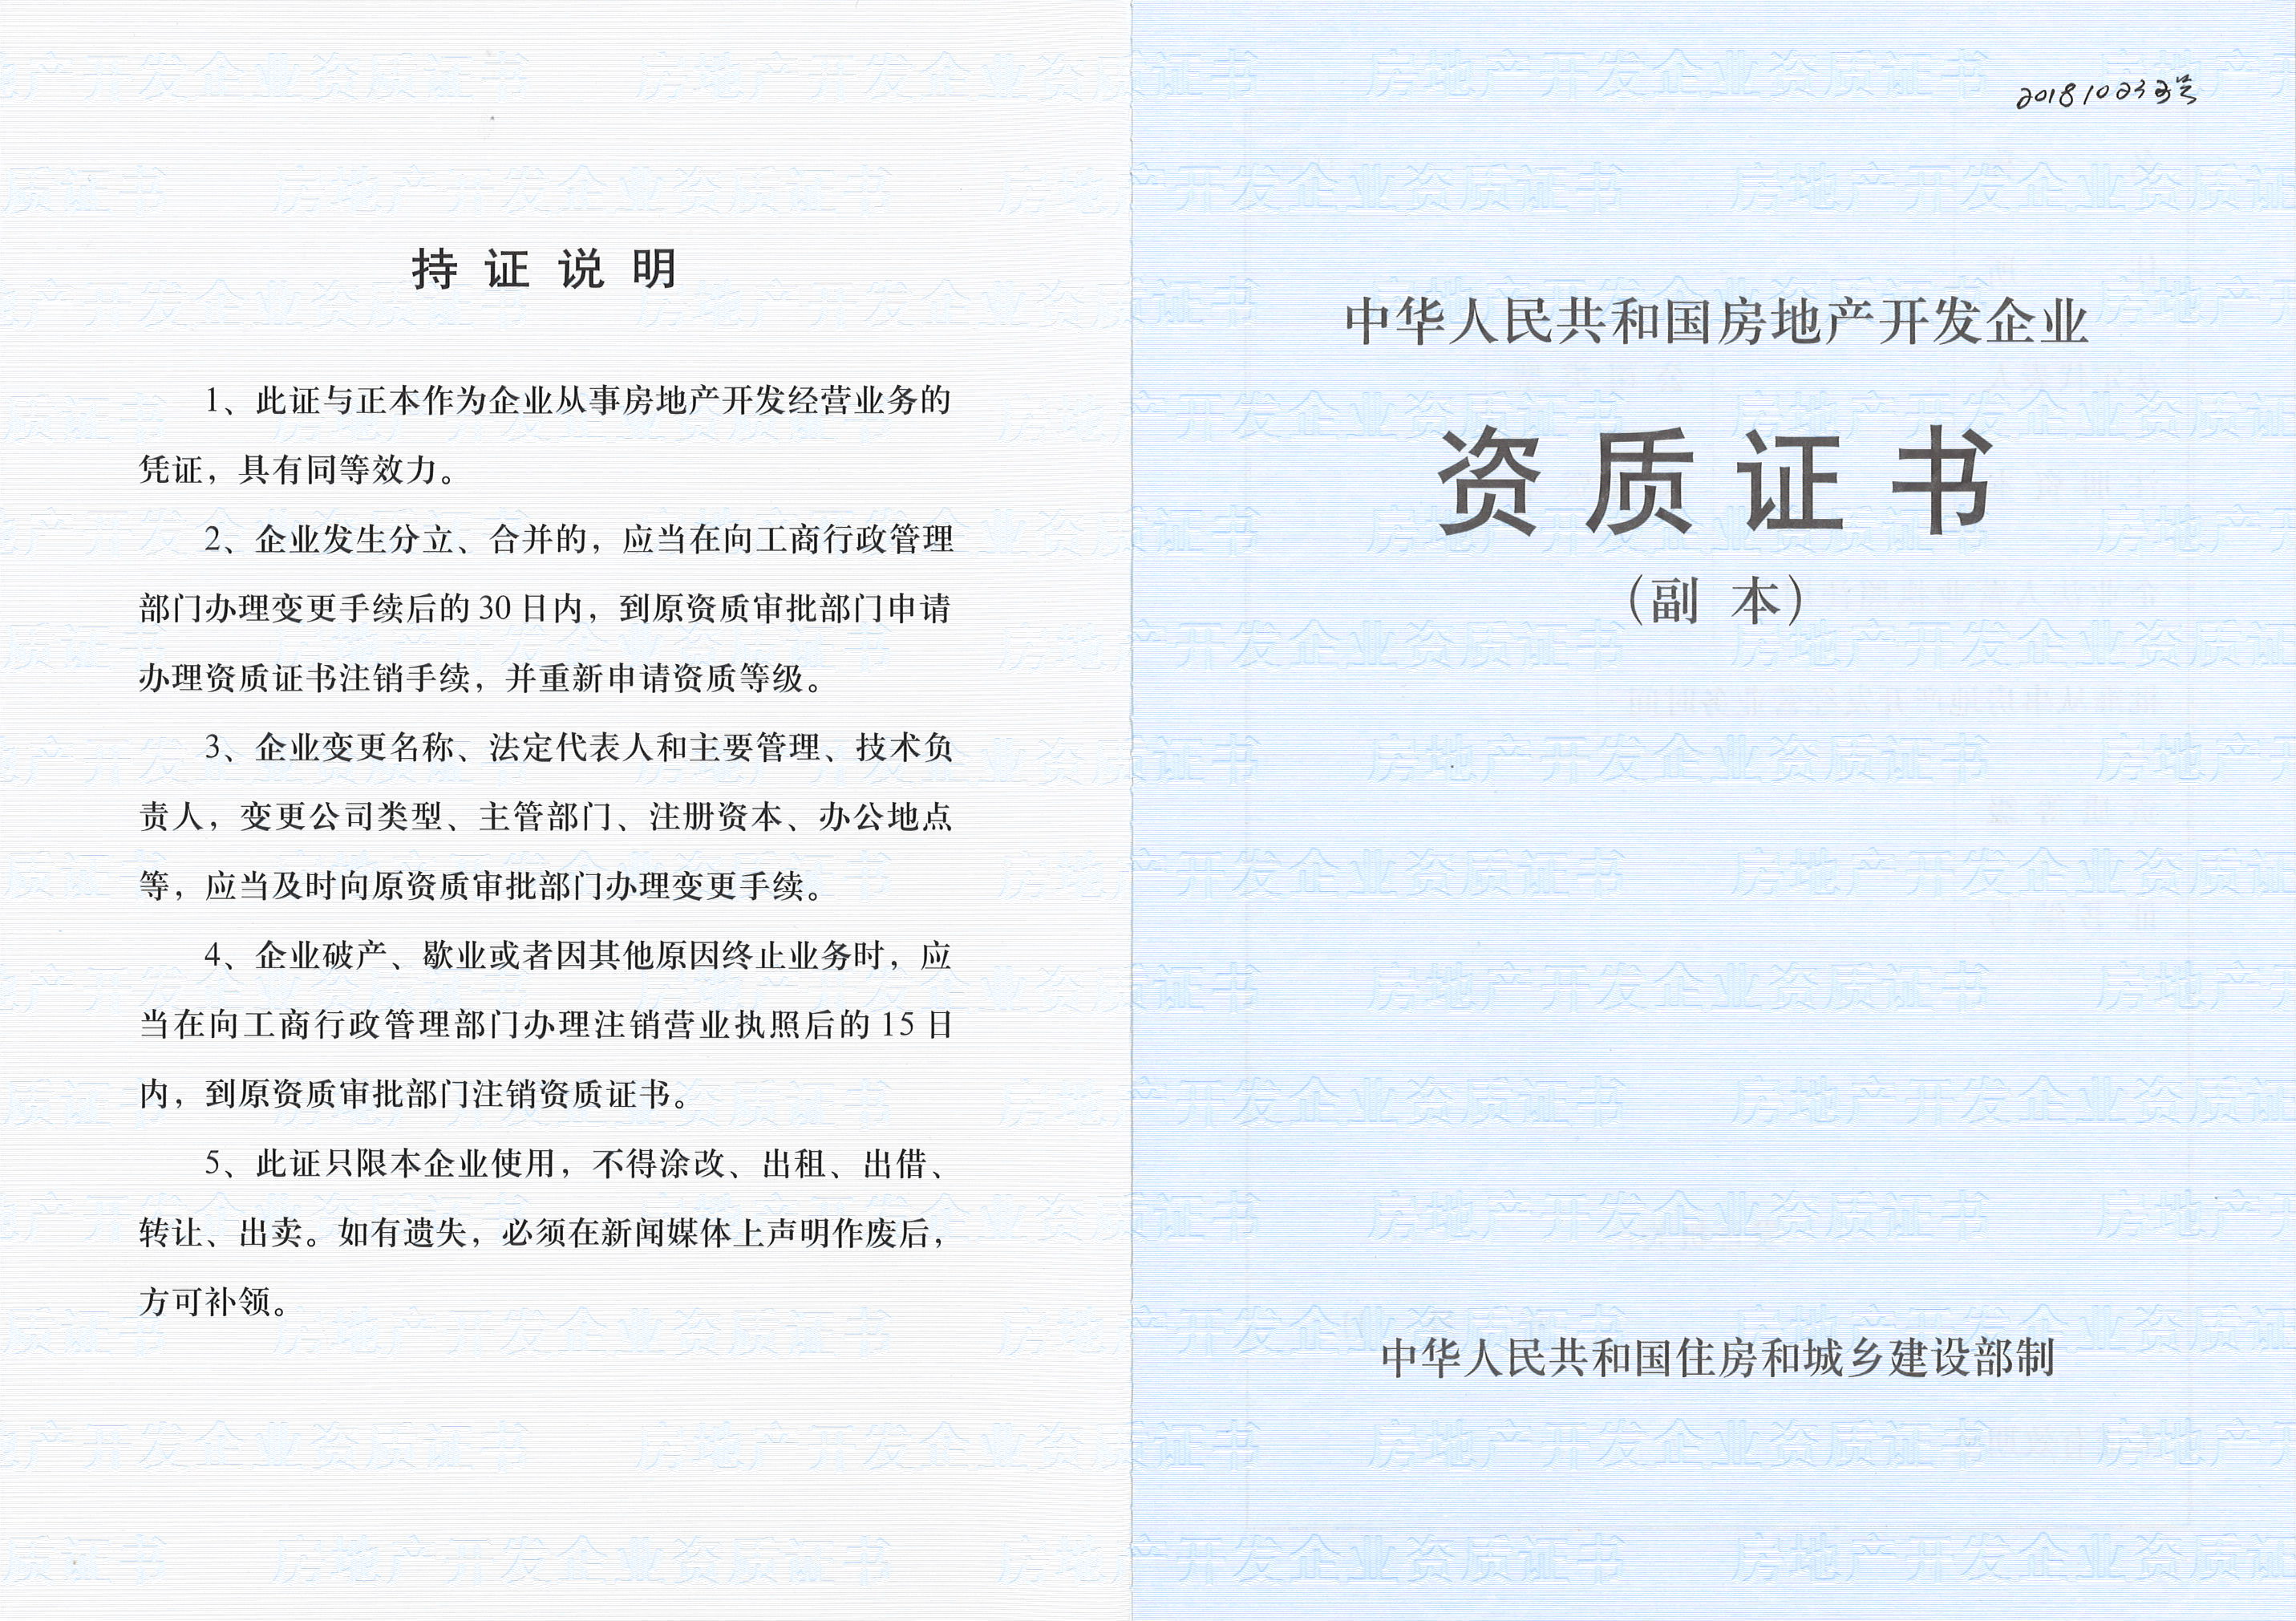 持证说明
1、此证与正本作为企业从事房地产开发经营业务的
凭证，具有同等效力。
2、企业发生分立、合并的，应当在向工商行政管理
部门办理变更手续后的30日内，到原资质审批部门申请
办理资质证书注销手续，并重新申请资质等级。
3、企业变更名称、法定代表人和主要管理、技术负
责人，变更公司类型、主管部门、注册资本、办公地点
等，应当及时向原资质审批部门办理变更手续。
4、企业破产、歇业或者因其他原因终止业务时，应
当在向工商行政管理部门办理注销营业执照后的15日
内，到原资质审批部门注销资质证书。
5、此证只限本企业使用，不得涂改、出租、出借、
转让、出卖。如有遗失，必须在新闻媒体上声明作废后，
方可补领。
20181023
中华人民共和国房地产开发企业
资质证书
（副 本）
中华人民共和国住房和城乡建设部制